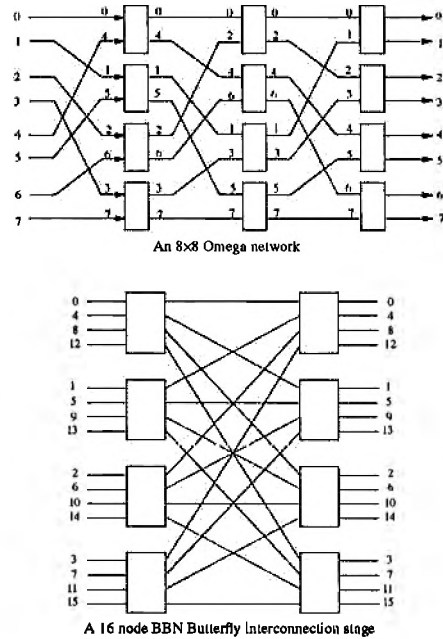 0 0 0 0 0 0 0
1 4 4 2 2 1 1
2 1 1 4 4 2 2
3 5 5 6 6 3 3
4 2 2 1 1 4 4
5 6 6 3 3 5 5
6 3 3 5 5 6 6
7 7 7 7 7 7 7
An 8×8 Omega network
0 0
4 4
8 8
12 12
1 1
5 5
9 9
13 13
2 2
6 6
10 10
14 14
3 3
7 7
11 11
15 15
A 16 node BBN Butterfly Interconnection stage